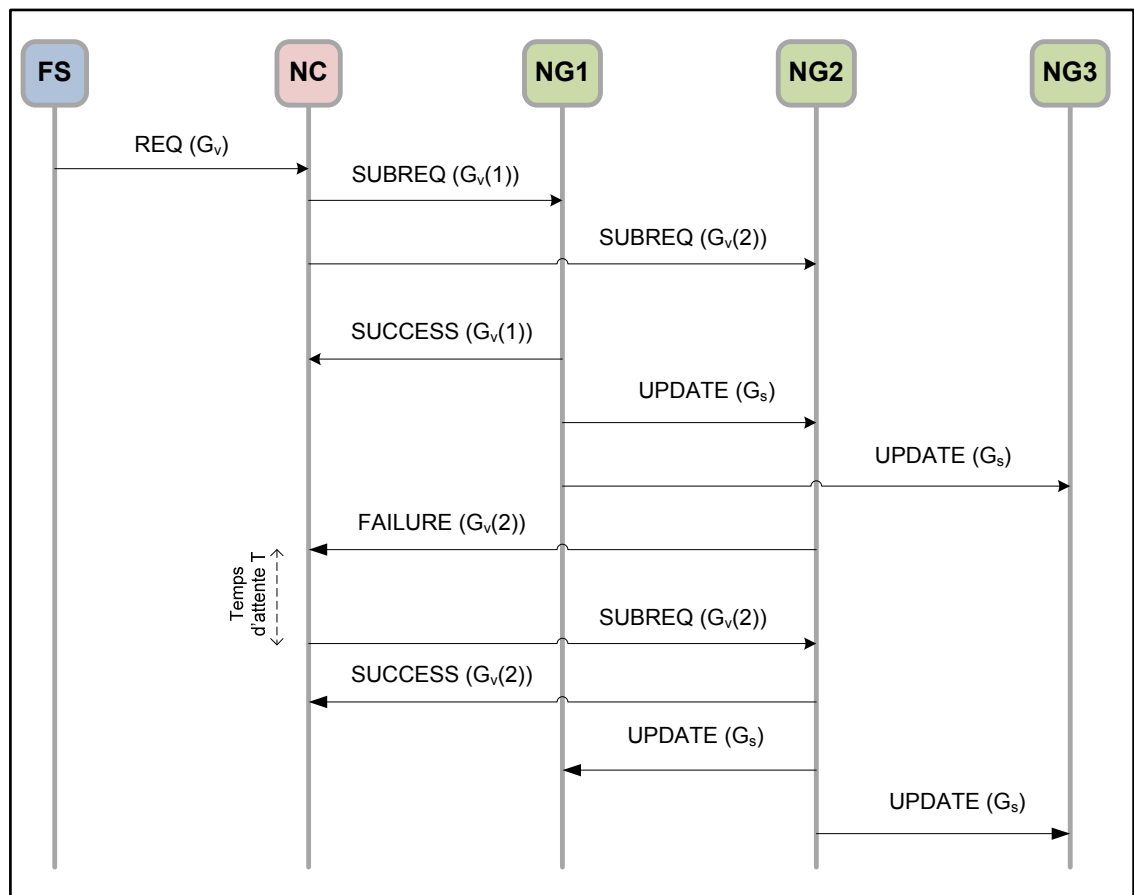 FS
NC
NG1
NG2
NG3
REQ (Gv)
SUBREQ (Gv(1))
SUBREQ (Gv(2))
SUCCESS (Gv(1))
UPDATE (Gs)
UPDATE (Gs)
FAILURE (Gv(2))
Temps
d'attente T
SUBREQ (Gv(2))
SUCCESS (Gv(2))
UPDATE (Gs)
UPDATE (Gs)